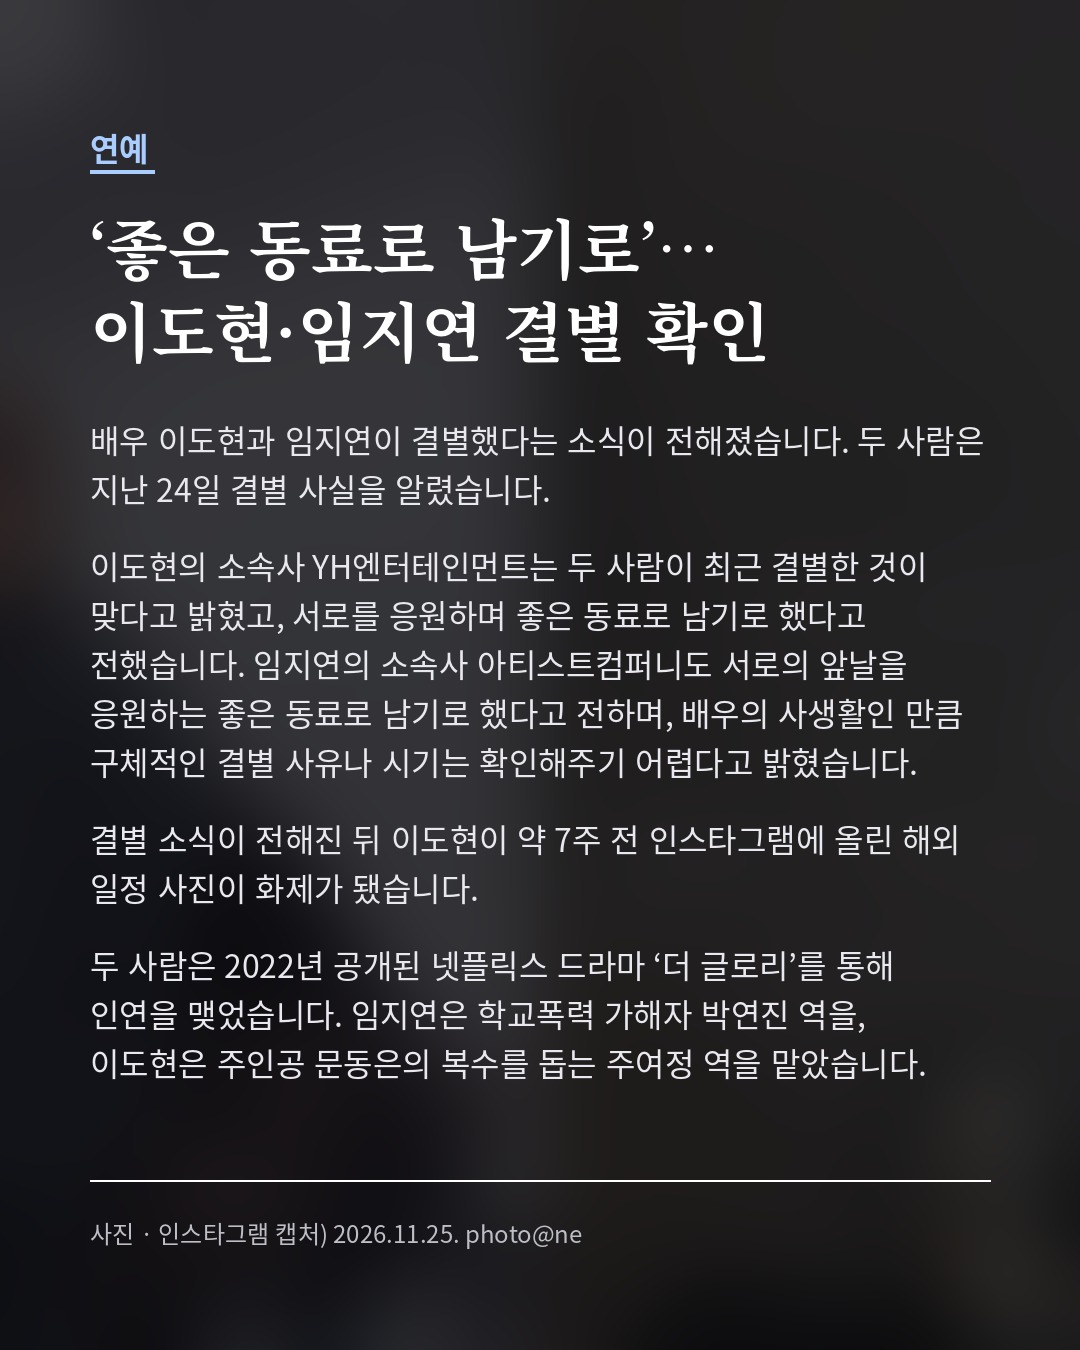 연예
‘좋은 동료로 남기로’…
이도현·임지연 결별 확인
배우 이도현과 임지연이 결별했다는 소식이 전해졌습니다. 두 사람은
지난 24일 결별 사실을 알렸습니다.
이도현의 소속사 YH엔터테인먼트는 두 사람이 최근 결별한 것이
맞다고 밝혔고, 서로를 응원하며 좋은 동료로 남기로 했다고
전했습니다. 임지연의 소속사 아티스트컴퍼니도 서로의 앞날을
응원하는 좋은 동료로 남기로 했다고 전하며, 배우의 사생활인 만큼
구체적인 결별 사유나 시기는 확인해주기 어렵다고 밝혔습니다.
결별 소식이 전해진 뒤 이도현이 약 7주 전 인스타그램에 올린 해외
일정 사진이 화제가 됐습니다.
두 사람은 2022년 공개된 넷플릭스 드라마 ‘더 글로리’를 통해
인연을 맺었습니다. 임지연은 학교폭력 가해자 박연진 역을,
이도현은 주인공 문동은의 복수를 돕는 주여정 역을 맡았습니다.
사진 · 인스타그램 캡처) 2026.11.25. photo@ne